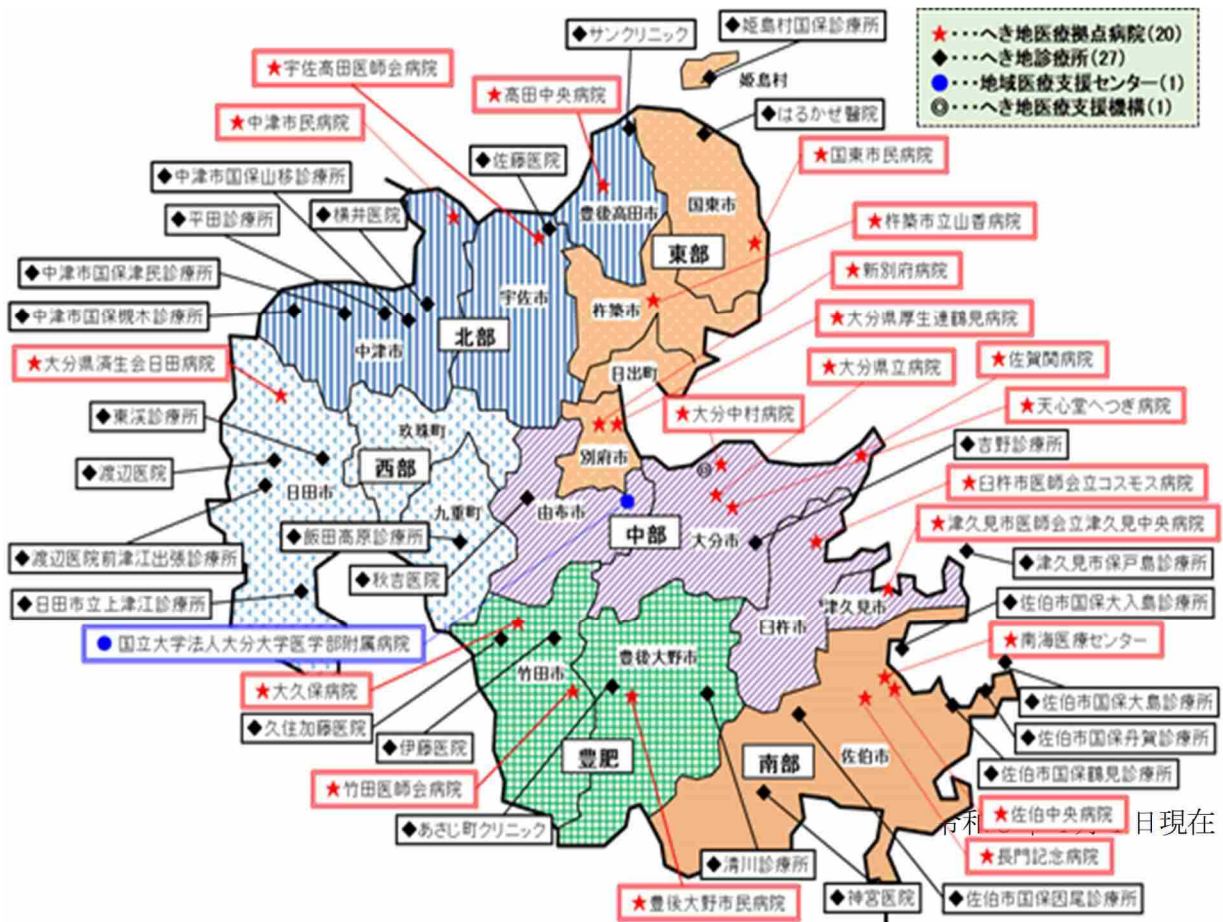 ★･･･へき地医療拠点病院(20)
◆･･･へき地診療所(27)
●･･･地域医療支援センター(1)
◎･･･へき地医療支援機構(1)
◆サンクリニック
◆姫島村国保診療所
姫島村
★宇佐高田医師会病院
★高田中央病院
◆はるかぜ醫院
★中津市民病院
◆佐藤医院
★国東市民病院
◆中津市国保山移診療所
◆横井医院
豊後高田市
国東市
◆平田診療所
東部
★杵築市立山香病院
◆中津市国保津民診療所
宇佐市
★新別府病院
◆中津市国保槻木診療所
杵築市
北部
★大分県厚生連鶴見病院
中津市
★大分県済生会日田病院
日出町
★大分県立病院
★佐賀関病院
◆東渓診療所
★大分中村病院
★天心堂へつぎ病院
玖珠町
◆吉野診療所
◆渡辺医院
西部
別府市
日田市
★臼杵市医師会立コスモス病院
九重町
由布市
中部
大分市
★津久見市医師会立津久見中央病院
◆飯田高原診療所
◆渡辺医院前津江出張診療所
◆秋吉医院
◆津久見市保戸島診療所
◆日田市立上津江診療所
津久見市
◆佐伯市国保大入島診療所
臼杵市
●国立大学法人大分大学医学部附属病院
★南海医療センター
豊後大野市
竹田市
★大久保病院
◆佐伯市国保大島診療所
◆久住加藤医院
◆伊藤医院
◆佐伯市国保丹賀診療所
豊肥
南部
佐伯市
◆佐伯市国保鶴見診療所
★竹田医師会病院
★佐伯中央病院
◆あさじ町クリニック
日現在
★長門記念病院
◆清川診療所
★豊後大野市民病院
◆神宮医院
◆佐伯市国保因尾診療所